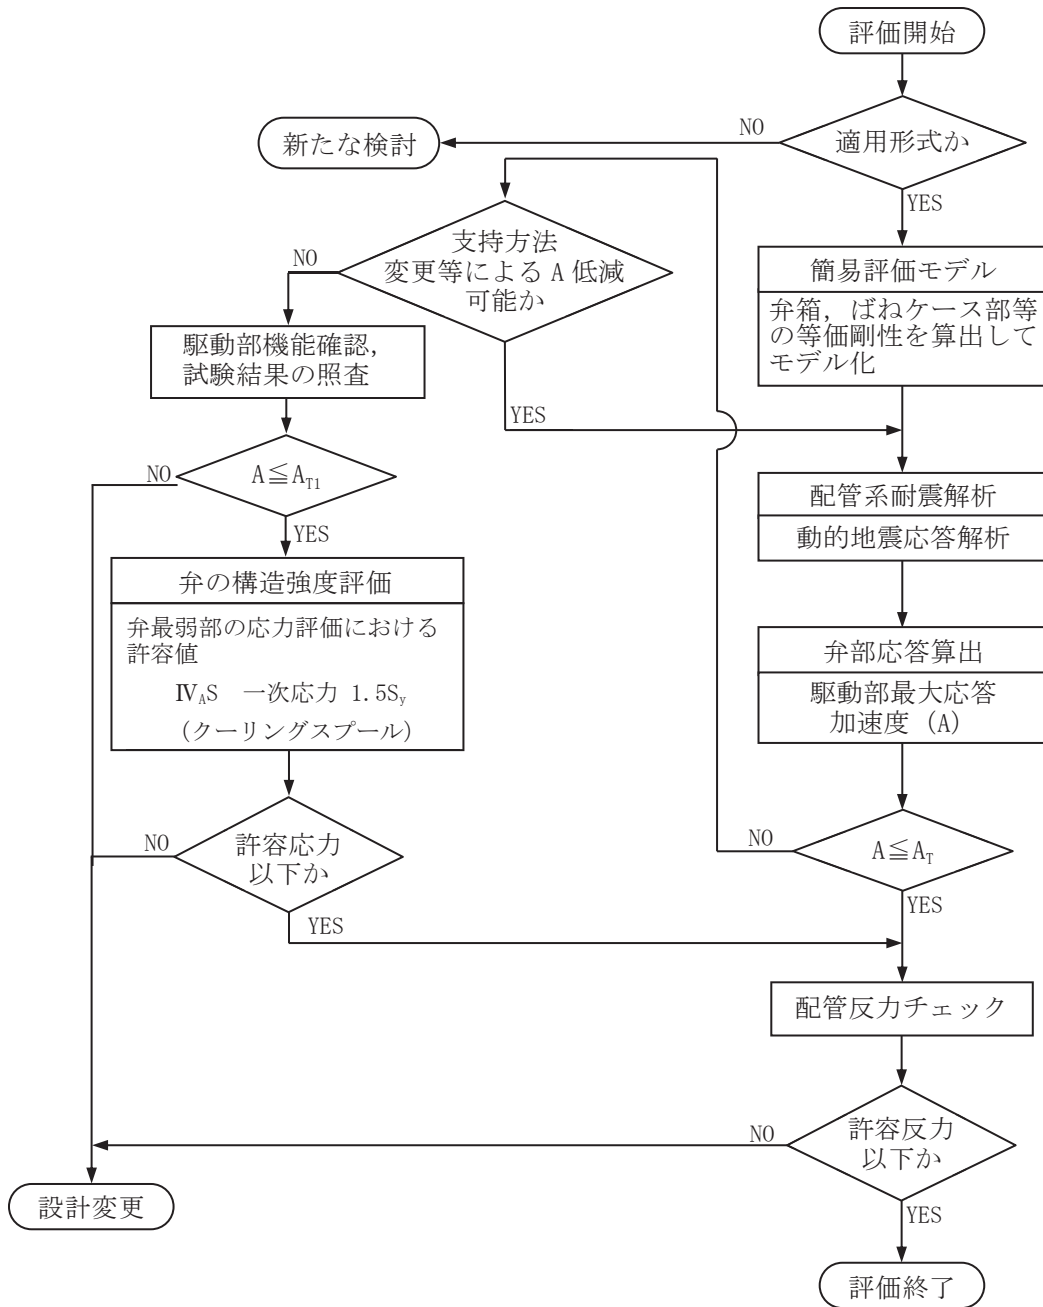 評価開始
適用形式か
NO
新たな検討
YES
簡易評価モデル
弁箱，ばねケース部等
の等価剛性を算出して
モデル化
支持方法
変更等による A 低減
可能か
NO
YES
駆動部機能確認，
試験結果の照査
A≦A_T1
NO
YES
配管系耐震解析
動的地震応答解析
弁の構造強度評価
弁最弱部の応力評価における
許容値
Ⅳ_AS　一次応力 1.5S_y
（クーリングスプール）
弁部応答算出
駆動部最大応答
加速度（A）
許容応力
以下か
NO
YES
A≦A_T
NO
YES
配管反力チェック
許容反力
以下か
NO
YES
設計変更
評価終了